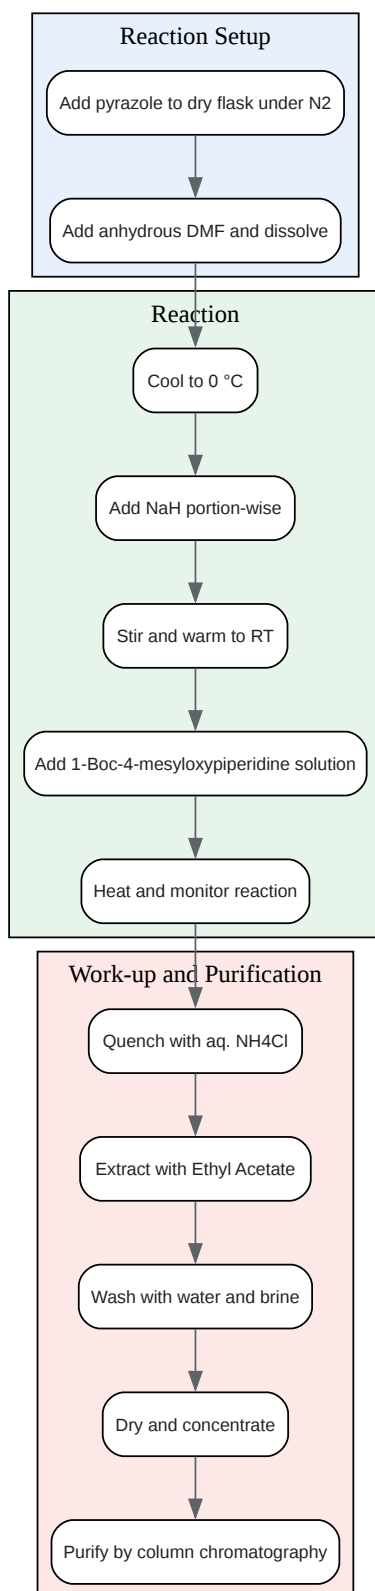 Reaction Setup
Add pyrazole to dry flask under N2
Add anhydrous DMF and dissolve
Reaction
Cool to 0 °C
Add NaH portion-wise
Stir and warm to RT
Add 1-Boc-4-mesyloxypiperidine solution
Heat and monitor reaction
Work-up and Purification
Quench with aq. NH4Cl
Extract with Ethyl Acetate
Wash with water and brine
Dry and concentrate
Purify by column chromatography